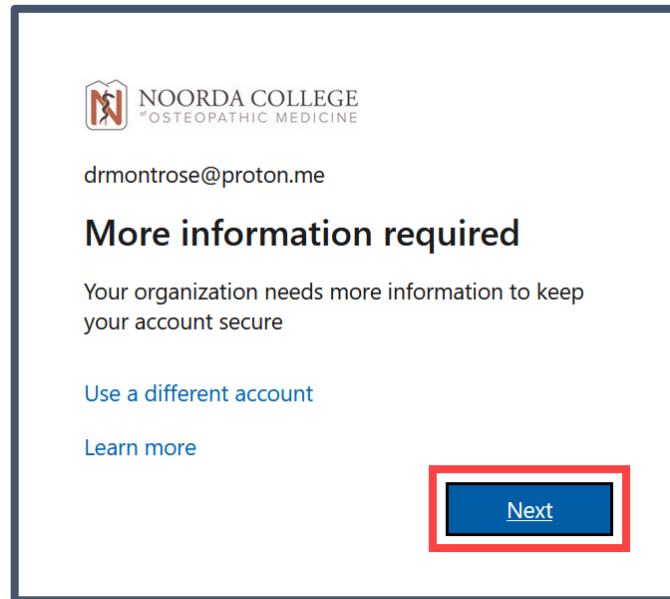 NOORDA COLLEGE
of OSTEOPATHIC MEDICINE
drmontrose@proton.me
More information required
Your organization needs more information to keep
your account secure
Use a different account
Learn more
Next